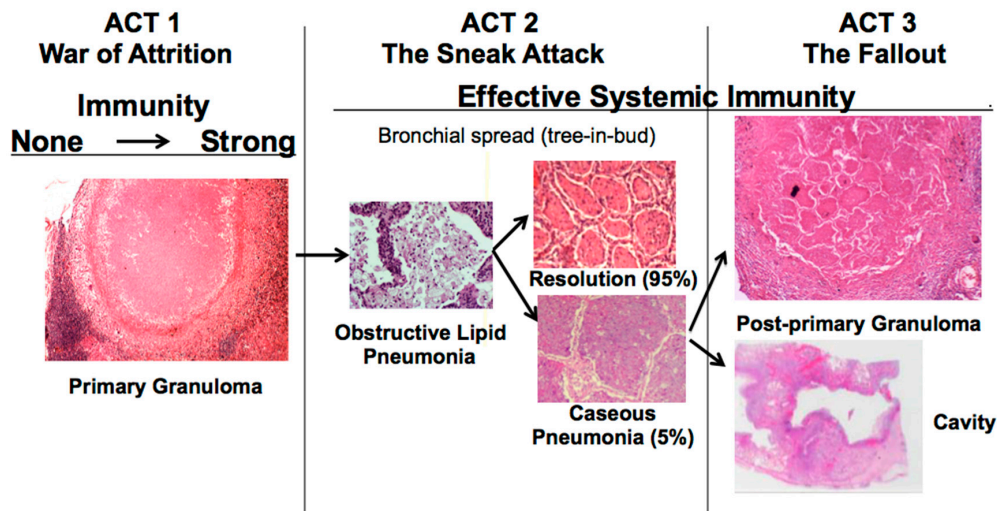 ACT 1
War of Attrition
Immunity
None
Strong
Primary Granuloma
ACT 2
The Sneak Attack
Effective Systemic Immunity
Bronchial spread (tree-in-bud)
Obstructive Lipid
Pneumonia
Resolution (95%)
Caseous
Pneumonia (5%)
ACT 3
The Fallout
Post-primary Granuloma
Cavity